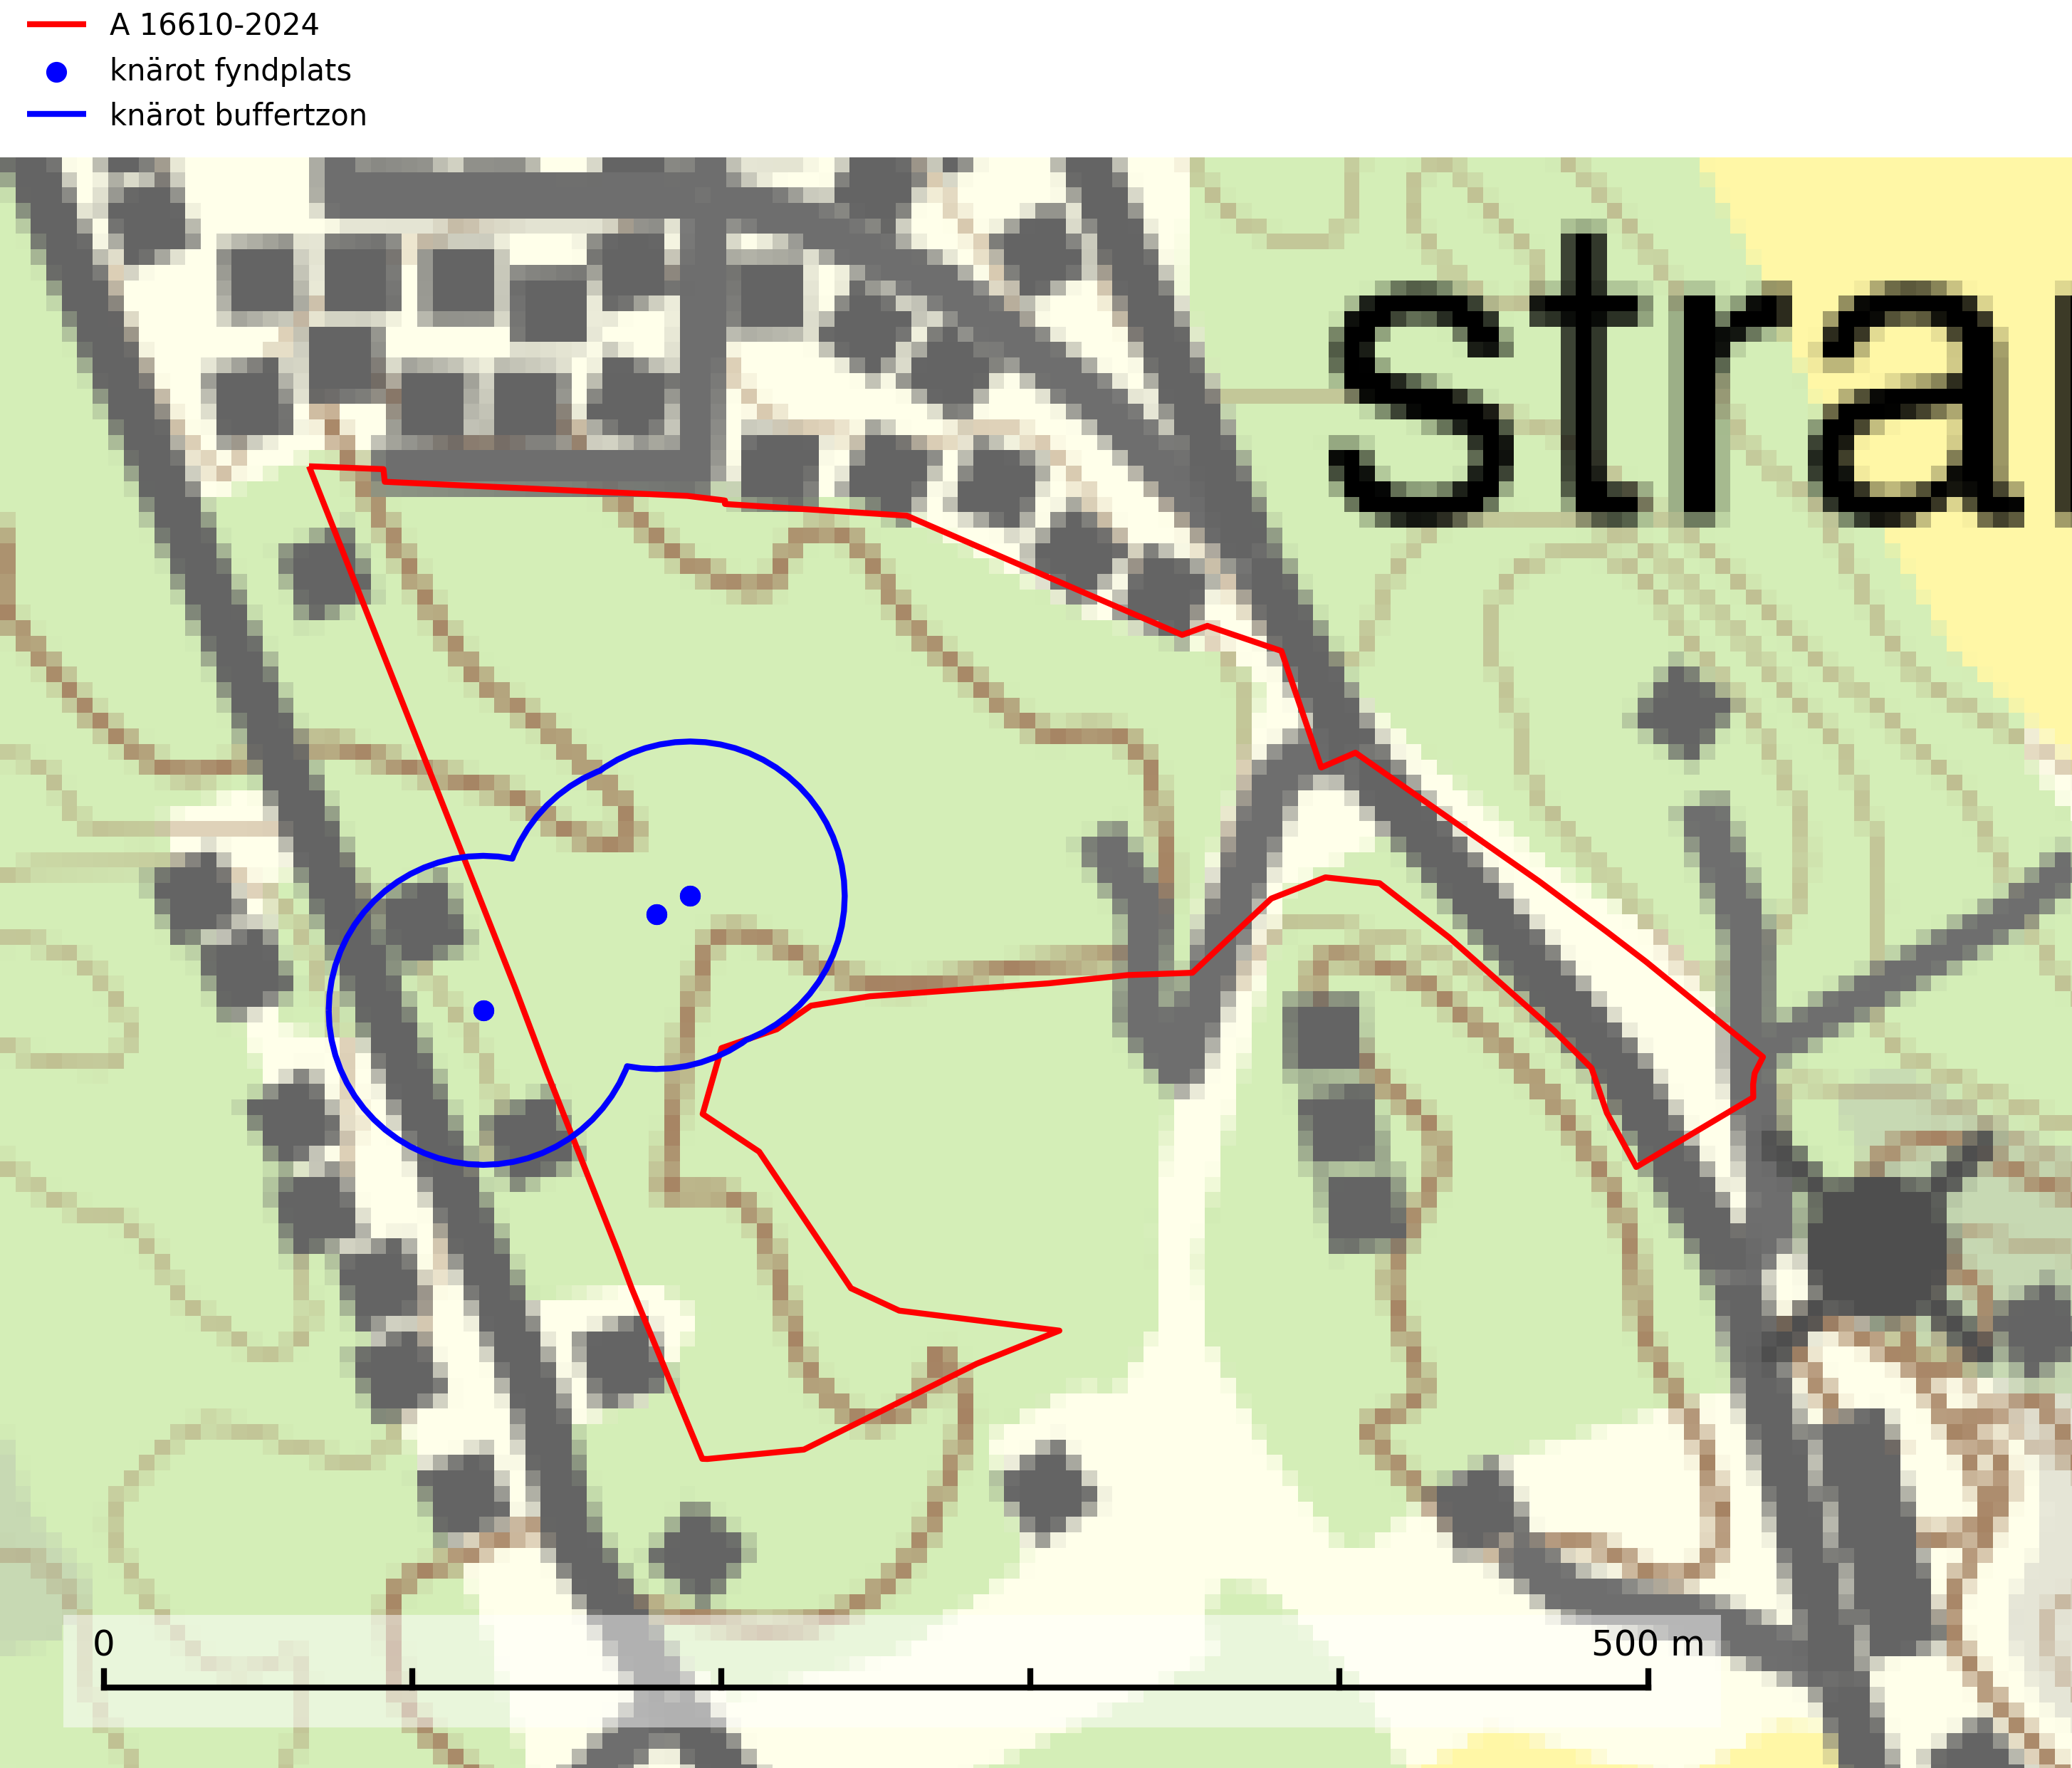 A 16610-2024
knärot fyndplats
knärot buffertzon
stra
0 500 m